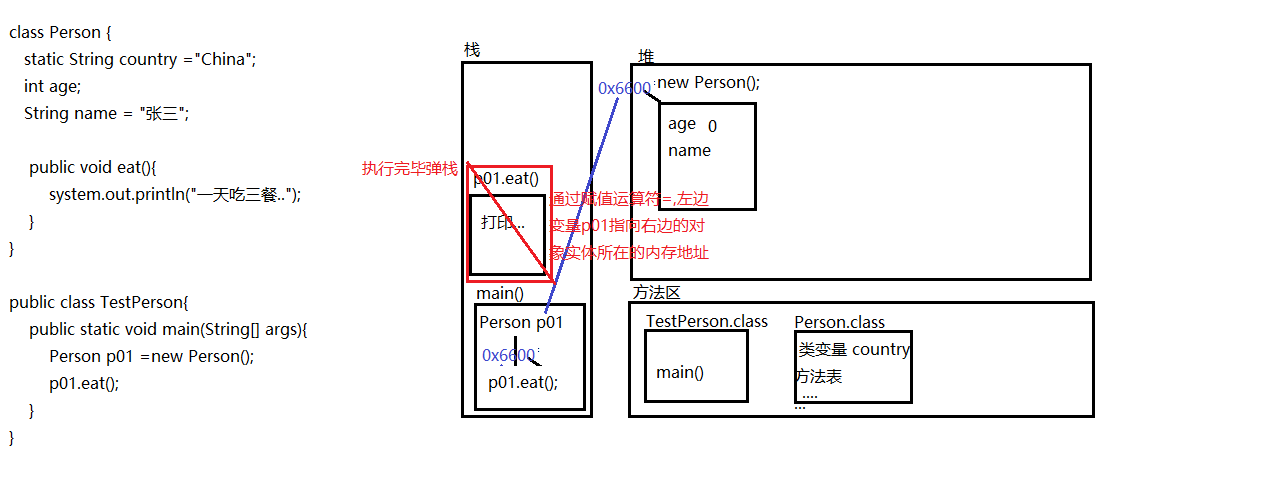 class Person {
static String country ="China";
int age;
String name = "张三";
public void eat(){
system.out.println("一天吃三餐..");
}
}
public class TestPerson{
public static void main(String[] args){
Person p01 =new Person();
p01.eat();
}
}
栈
执行完毕弹栈
p01.eat()
打印...
main()
Person p01
0x6600
p01.eat();
通过赋值运算符=,左边
变量p01指向右边的对
象实体所在的内存地址
堆
0x6600
new Person();
age 0
name
方法区
TestPerson.class
main()
Person.class
类变量 country
方法表
....
...